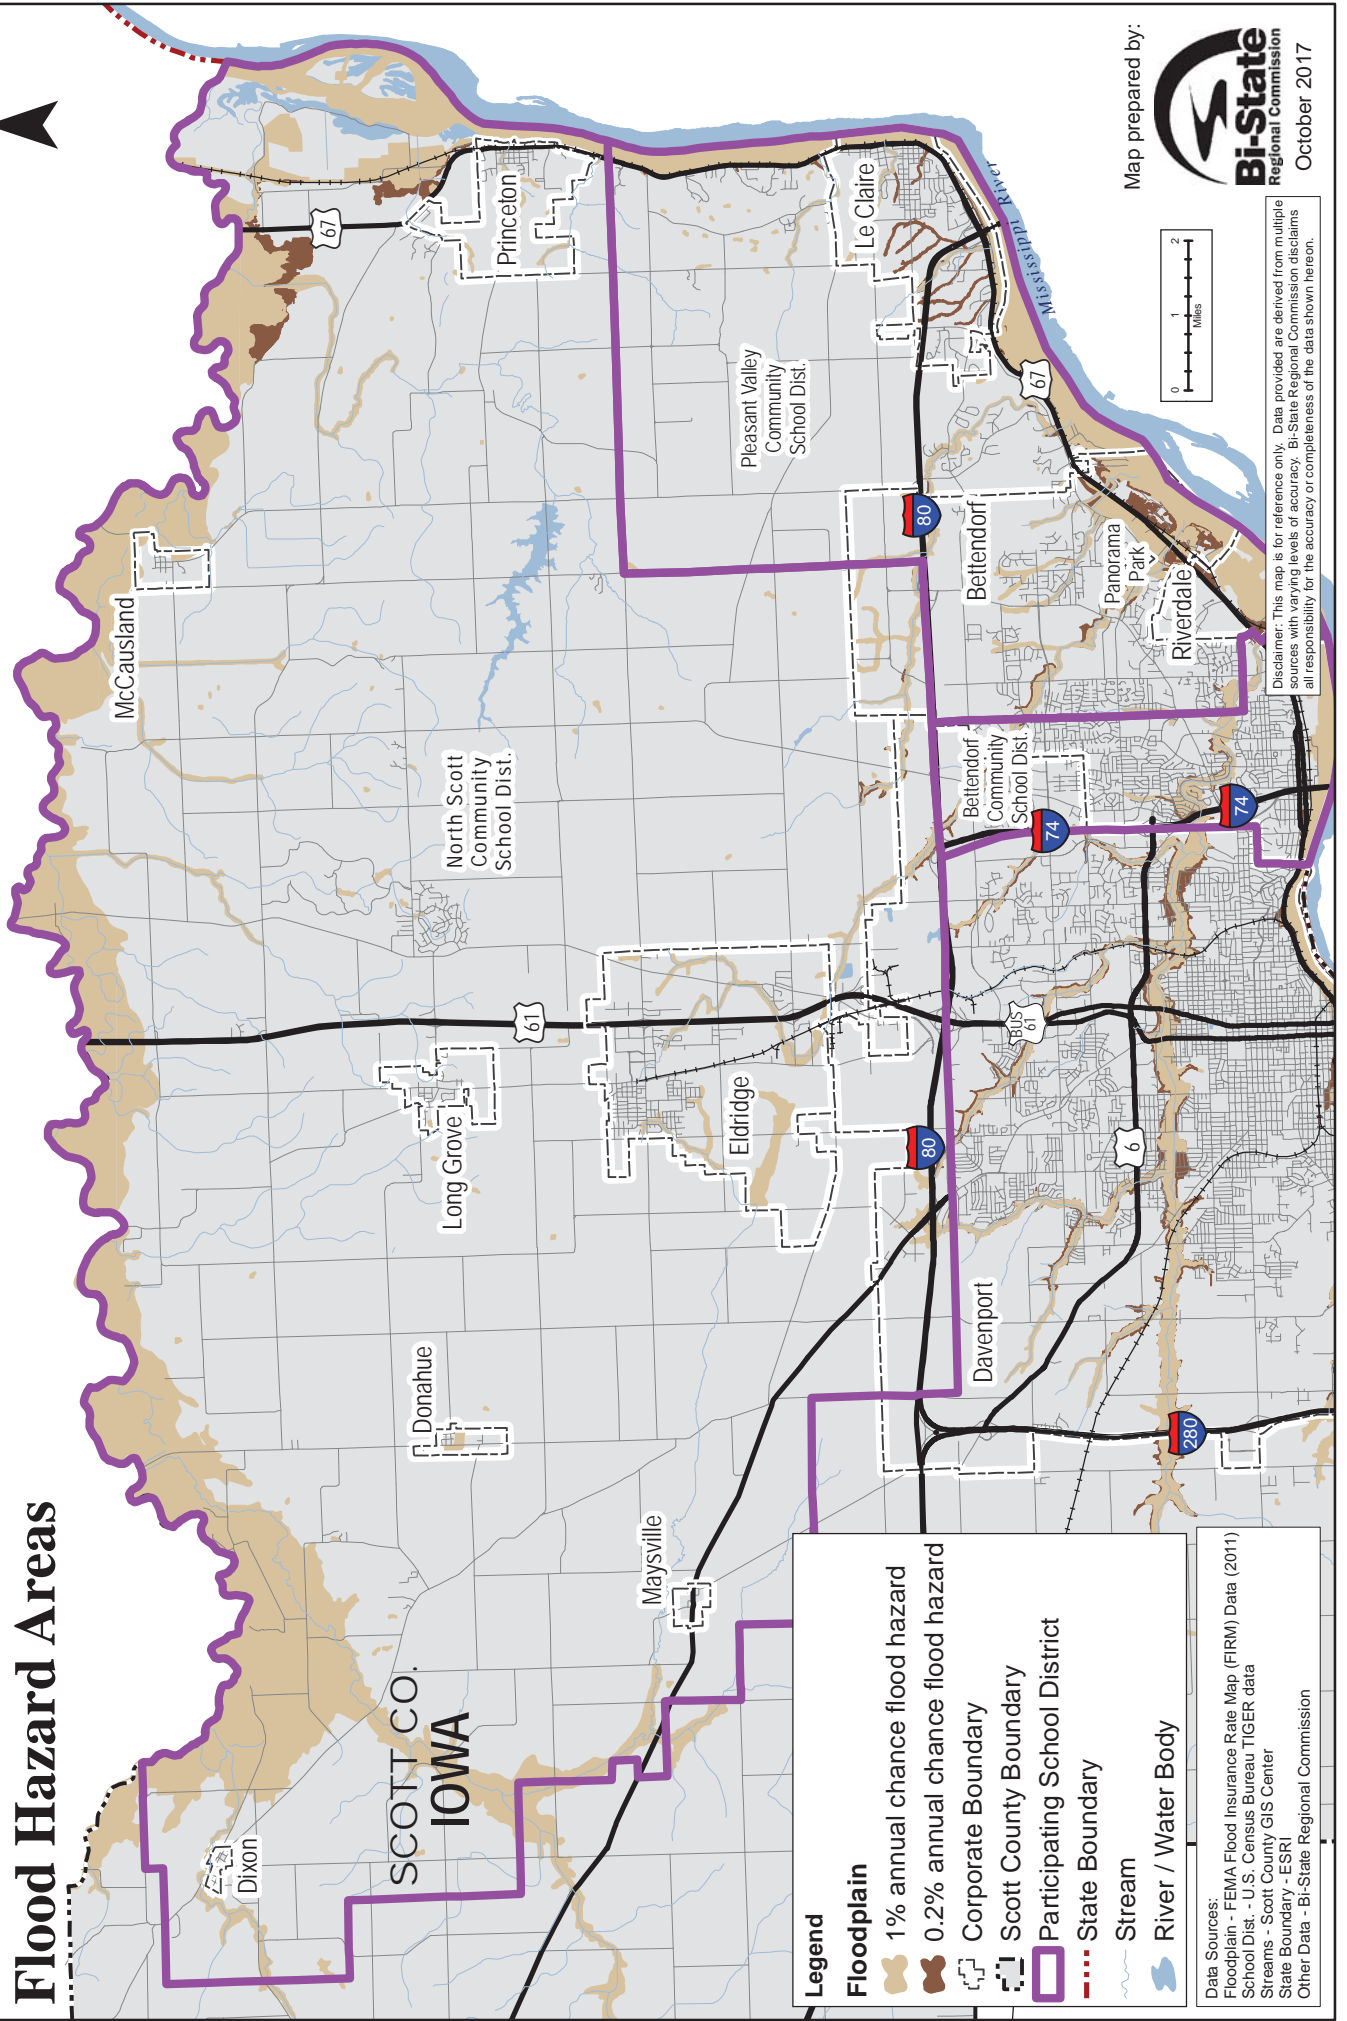 Flood Hazard Areas
Dixon
SCOTT CO.
IOWA
Donahue
Maysville
McCausland
Long Grove
61
North Scott
Community
School Dist.
Eldridge
67
Princeton
Pleasant Valley
Community
School Dist.
Le Claire
Mississippi River
67
80
80
Bettendorf
Bettendorf
Community
School Dist.
74
74
Panorama
Park
Riverdale
Davenport
BUS
61
6
280
Legend
Floodplain
1% annual chance flood hazard
0.2% annual chance flood hazard
Corporate Boundary
Scott County Boundary
Participating School District
State Boundary
Stream
River / Water Body
Data Sources:
Floodplain - FEMA Flood Insurance Rate Map (FIRM) Data (2011)
School Dist. - U.S. Census Bureau TIGER data
Streams - Scott County GIS Center
State Boundary - ESRI
Other Data - Bi-State Regional Commission
Disclaimer: This map is for reference only. Data provided are derived from multiple
sources with varying levels of accuracy. Bi-State Regional Commission disclaims
all responsibility for the accuracy or completeness of the data shown hereon.
0 1 2
Miles
Map prepared by:
Bi-State
Regional Commission
October 2017